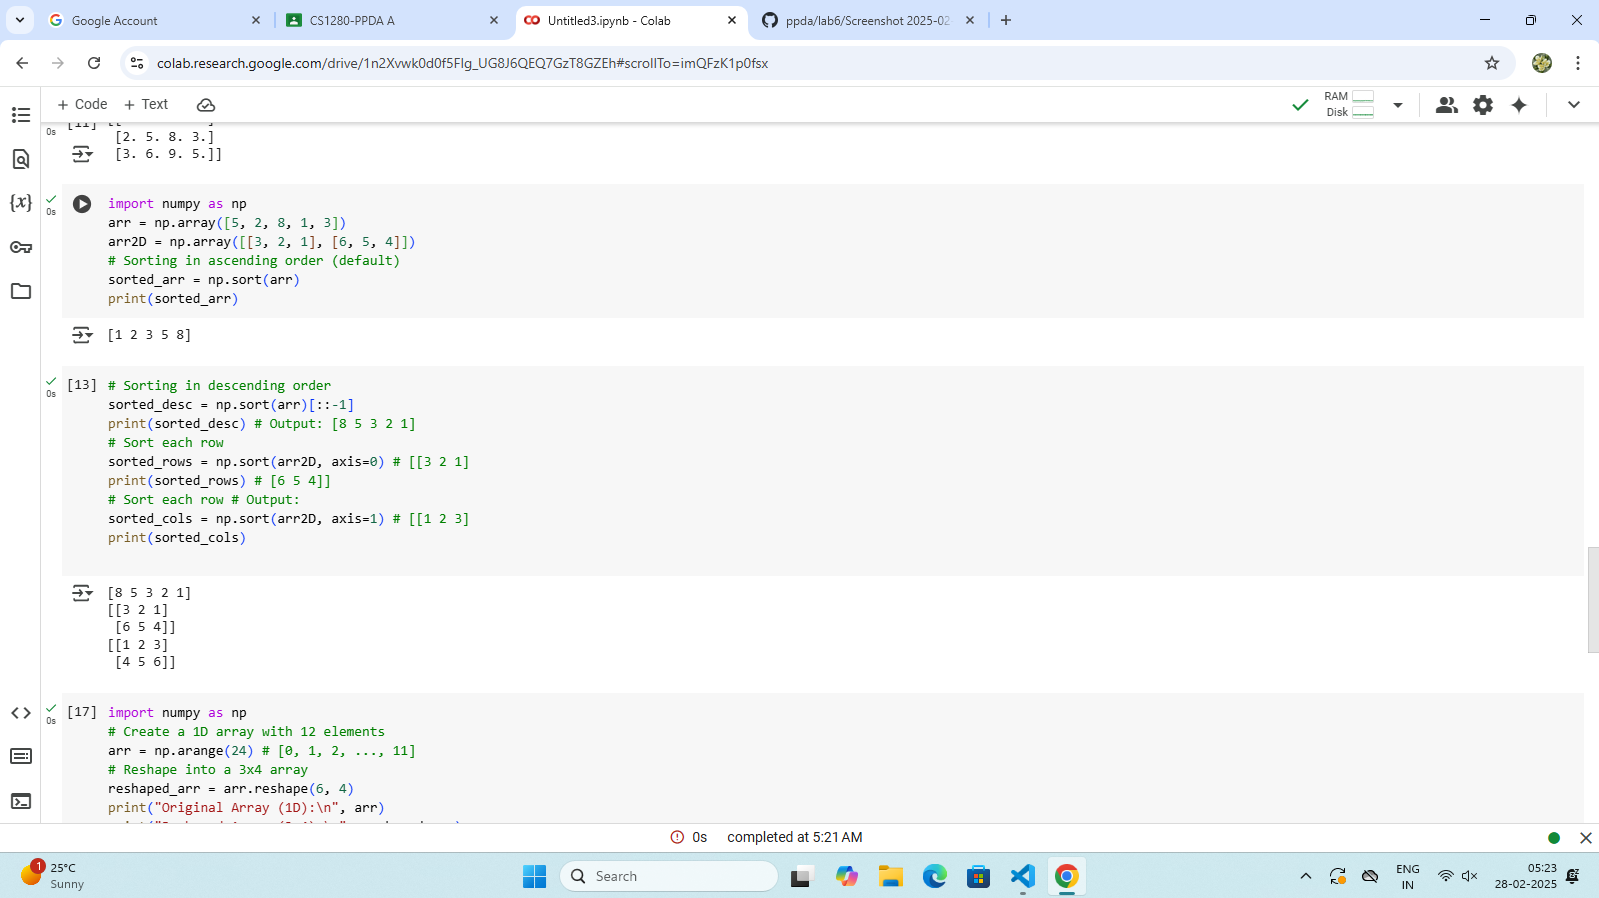 Google Account
CS1280-PPDA A
Untitled3.ipynb - Colab
ppda/lab6/Screenshot 2025-02
colab.research.google.com/drive/1n2Xvwk0d0f5Flg_UG8J6QEQ7GzT8GZEh#scrollTo=imQFzK1p0fsx
+ Code + Text
RAM
Disk
[11]
0s
[2. 5. 8. 3.]
[3. 6. 9. 5.]]
0s
import numpy as np
arr = np.array([5, 2, 8, 1, 3])
arr2D = np.array([[3, 2, 1], [6, 5, 4]])
# Sorting in ascending order (default)
sorted_arr = np.sort(arr)
print(sorted_arr)
[1 2 3 5 8]
0s
[13] # Sorting in descending order
sorted_desc = np.sort(arr)[::-1]
print(sorted_desc) # Output: [8 5 3 2 1]
# Sort each row
sorted_rows = np.sort(arr2D, axis=0) # [[3 2 1]
print(sorted_rows) # [6 5 4]]
# Sort each row # Output:
sorted_cols = np.sort(arr2D, axis=1) # [[1 2 3]
print(sorted_cols)
[8 5 3 2 1]
[[3 2 1]
[6 5 4]]
[[1 2 3]
[4 5 6]]
0s
[17] import numpy as np
# Create a 1D array with 12 elements
arr = np.arange(24) # [0, 1, 2, ..., 11]
# Reshape into a 3x4 array
reshaped_arr = arr.reshape(6, 4)
print("Original Array (1D):\n", arr)
0s completed at 5:21 AM
1
25°C
Sunny
Search
ENG
IN
05:23
28-02-2025